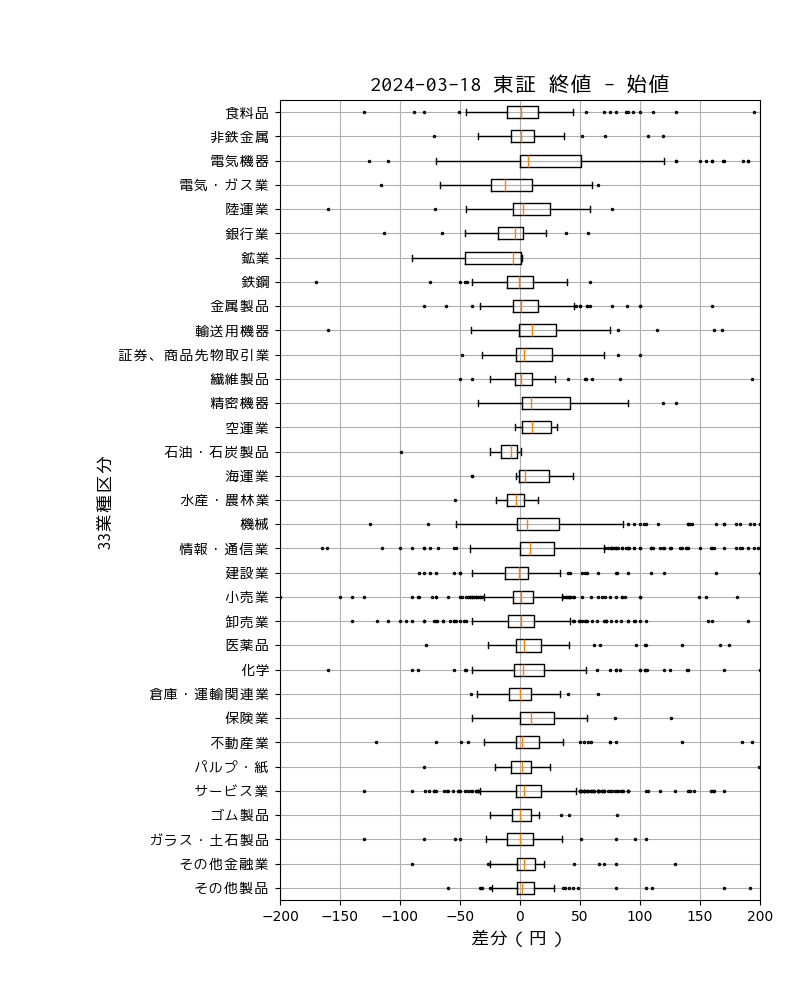 2024-03-18 東証 終値 - 始値
食料品
非鉄金属
電気機器
電気・ガス業
陸運業
銀行業
鉱業
鉄鋼
金属製品
輸送用機器
証券、商品先物取引業
繊維製品
精密機器
空運業
石油・石炭製品
海運業
水産・農林業
機械
情報・通信業
建設業
小売業
卸売業
医薬品
化学
倉庫・運輸関連業
保険業
不動産業
パルプ・紙
サービス業
ゴム製品
ガラス・土石製品
その他金融業
その他製品
33業種区分
−200 −150 −100 −50 0 50 100 150 200
差分(円)